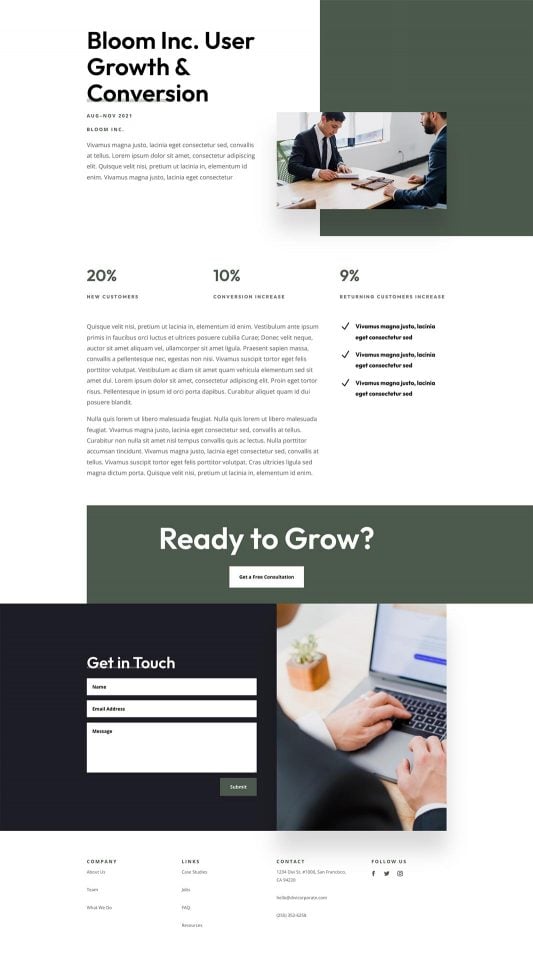 Bloom Inc. User
Growth &
Conversion
AUG–NOV 2021
BLOOM INC.
Vivamus magna justo, lacinia eget consectetur sed, convallis
at tellus. Lorem ipsum dolor sit amet, consectetur adipiscing
elit. Quisque velit nisi, pretium ut lacinia in, elementum id
enim. Vivamus magna justo, lacinia eget consectetur
20%
10%
9%
NEW CUSTOMERS
CONVERSION INCREASE
RETURNING CUSTOMERS INCREASE
Quisque velit nisi, pretium ut lacinia in, elementum id enim. Vestibulum ante ipsum
primis in faucibus orci luctus et ultrices posuere cubilia Curae; Donec velit neque,
auctor sit amet aliquam vel, ullamcorper sit amet ligula. Praesent sapien massa,
convallis a pellentesque nec, egestas non nisi. Vivamus suscipit tortor eget felis
porttitor volutpat. Vestibulum ac diam sit amet quam vehicula elementum sed sit
amet dui. Lorem ipsum dolor sit amet, consectetur adipiscing elit. Proin eget tortor
risus. Pellentesque in ipsum id orci porta dapibus. Curabitur aliquet quam id dui
posuere blandit.
Nulla quis lorem ut libero malesuada feugiat. Nulla quis lorem ut libero malesuada
feugiat. Vivamus magna justo, lacinia eget consectetur sed, convallis at tellus.
Curabitur non nulla sit amet nisl tempus convallis quis ac lectus. Nulla porttitor
accumsan tincidunt. Vivamus magna justo, lacinia eget consectetur sed, convallis at
tellus. Vivamus suscipit tortor eget felis porttitor volutpat. Cras ultricies ligula sed
magna dictum porta. Quisque velit nisi, pretium ut lacinia in, elementum id enim.
Vivamus magna justo, lacinia
eget consectetur sed
Vivamus magna justo, lacinia
eget consectetur sed
Vivamus magna justo, lacinia
eget consectetur sed
Ready to Grow?
Get a Free Consultation
Get in Touch
Name
Email Address
Message
Submit
COMPANY
About Us
Team
What We Do
LINKS
Case Studies
Jobs
FAQ
Resources
CONTACT
1234 Divi St. #1000, San Francisco,
CA 94220
hello@divicorporate.com
(255) 352-6258
FOLLOW US